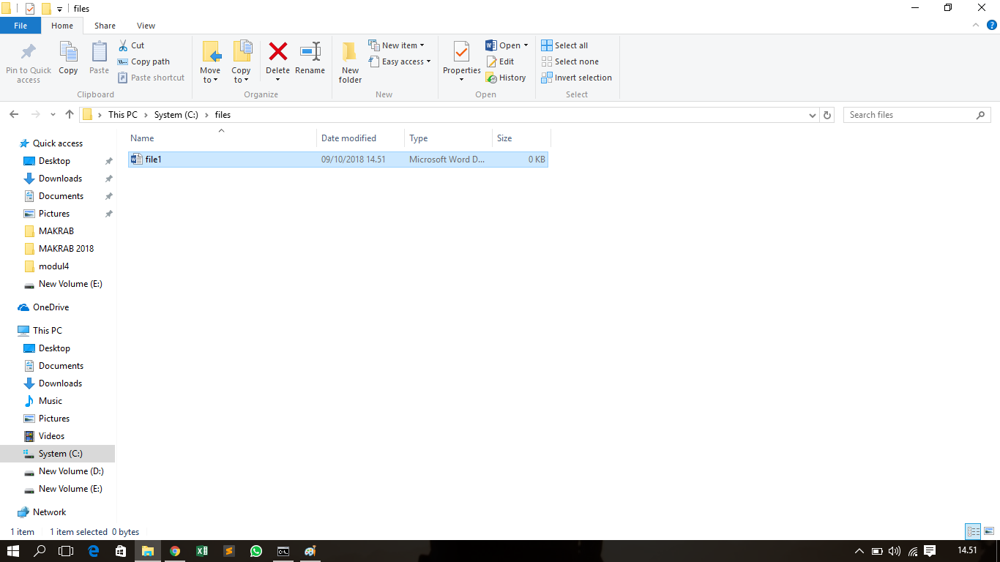 files
File Home Share View
Pin to Quick access
Copy
Paste
Cut
Copy path
Paste shortcut
Clipboard
Move to
Copy to
Delete
Rename
Organize
New folder
New item
Easy access
New
Properties
Open
Edit
History
Open
Select all
Select none
Invert selection
Select
This PC System (C:) files
Search files
Name Date modified Type Size
file1 09/10/2018 14.51 Microsoft Word D... 0 KB
Quick access
Desktop
Downloads
Documents
Pictures
MAKRAB
MAKRAB 2018
modul4
New Volume (E:)
OneDrive
This PC
Desktop
Documents
Downloads
Music
Pictures
Videos
System (C:)
New Volume (D:)
New Volume (E:)
Network
1 item 1 item selected 0 bytes
14.51